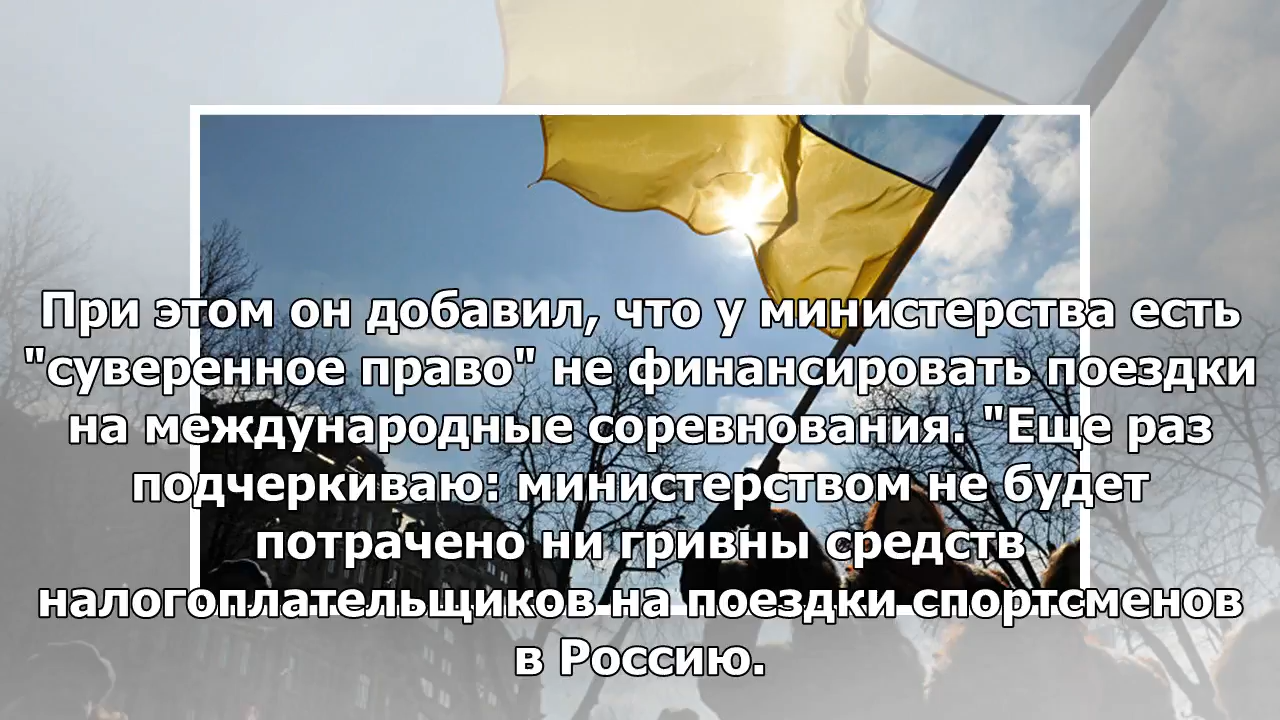 При этом он добавил, что у министерства есть
"суверенное право" не финансировать поездки
на международные соревнования. "Еще раз
подчеркиваю: министерством не будет
потрачено ни гривны средств
налогоплательщиков на поездки спортсменов
в Россию.